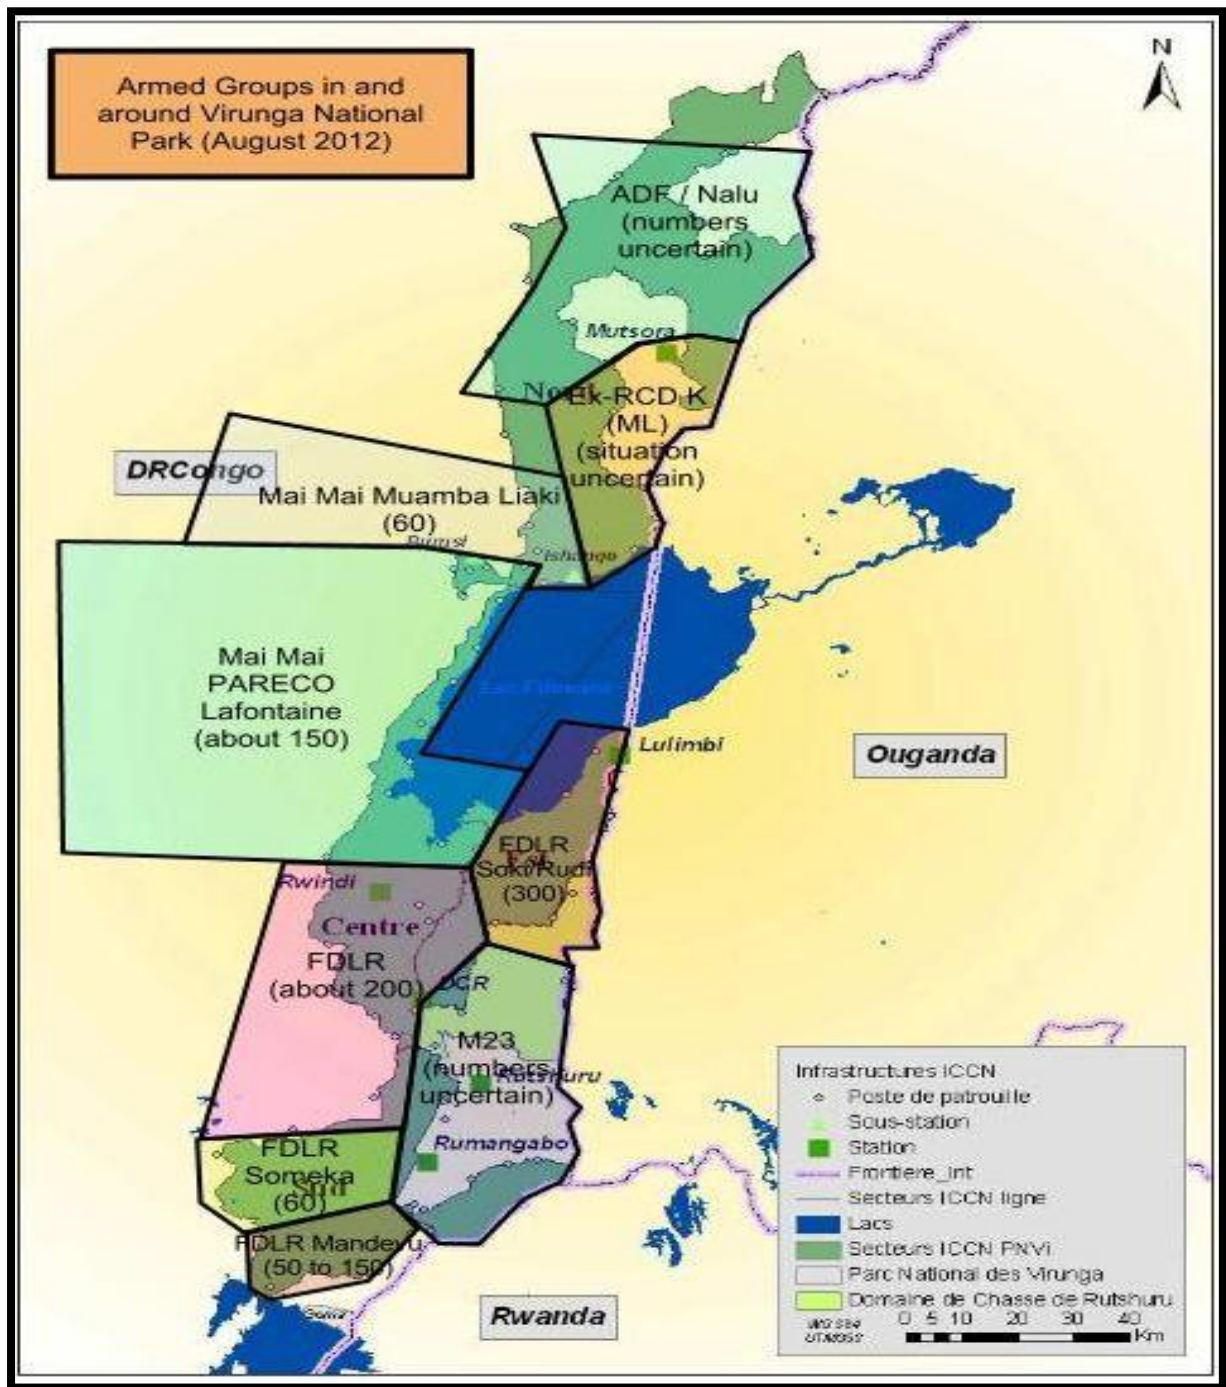 Armed Groups in and
around Virunga National
Park (August 2012)
N
ADF / Nalu
(numbers
uncertain)
Mutsora
Ex-RCD K
(ML)
(situation
uncertain)
DRCongo
Mai Mai Muamba Liaki
(60)
Ishango
Mai Mai
PARECO
Lafontaine
(about 150)
Lulimbi
Ouganda
FDLR
Est
Soki/Rudi
(300)
Rwindi
Centre
FDLR
(about 200)
DCR
M23
(numbers
uncertain)
Rutshuru
Rumangabo
FDLR
Someka
Sud
(60)
FDLR Mandevu
(50 to 150)
Rwanda
Infrastructures ICCN
Poste de patrouille
Sous-station
Station
Frontiere_int
Secteurs ICCN ligne
Lacs
Secteurs ICCN PNVi
Parc National des Virunga
Domaine de Chasse de Rutshuru
0 5 10 20 30 40
Km